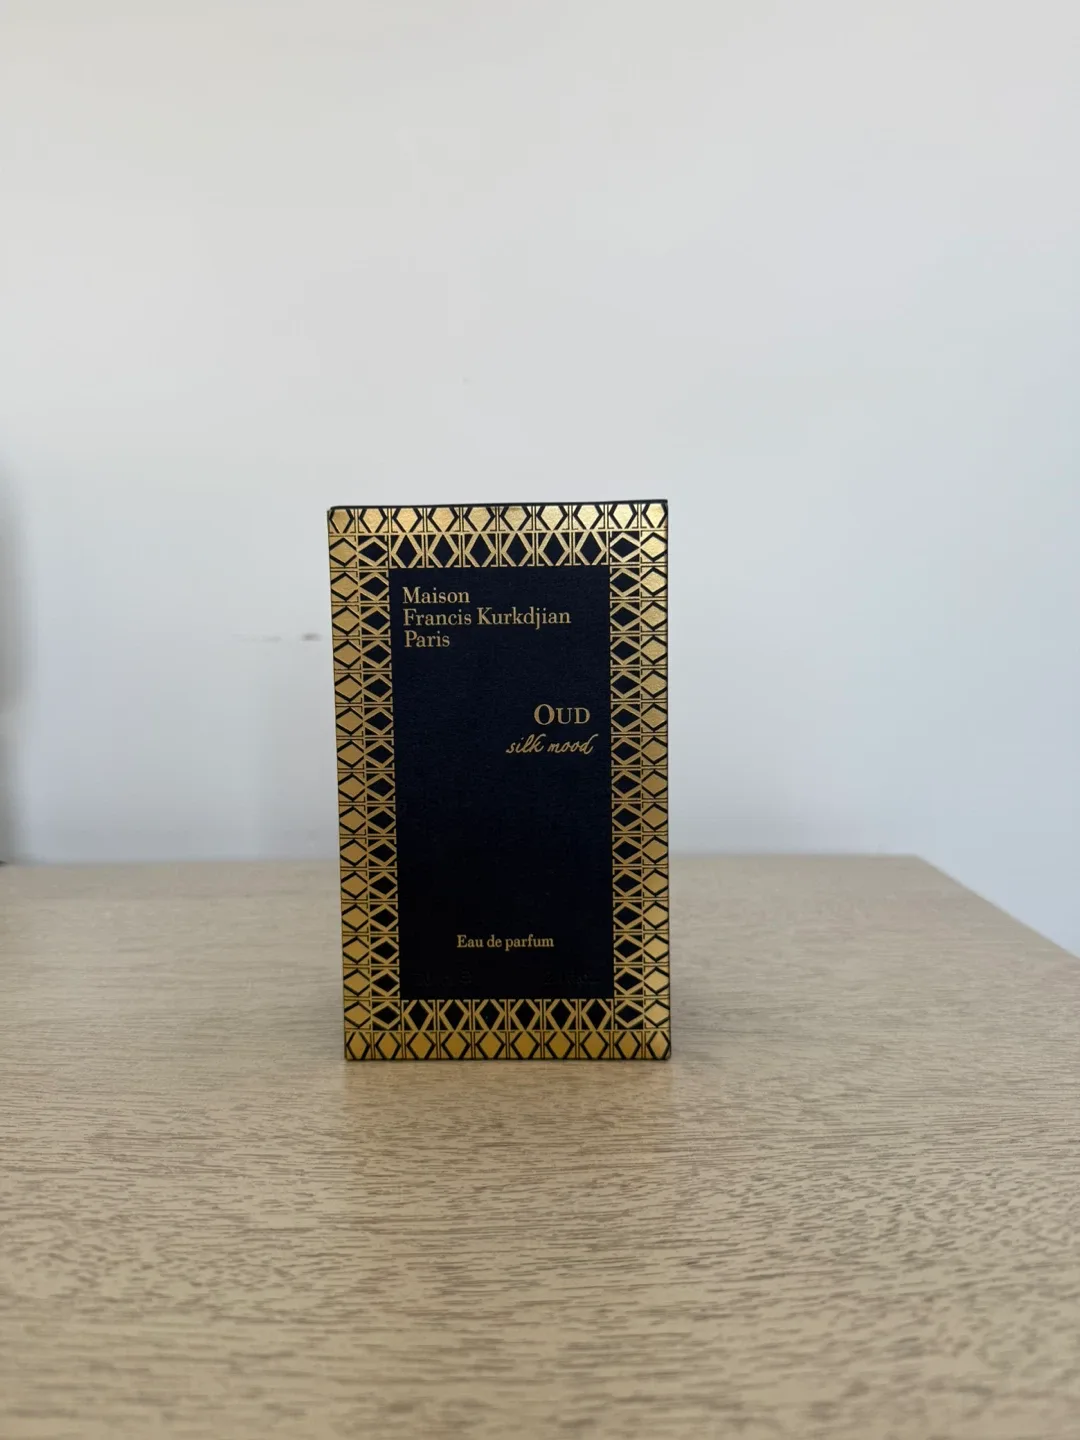 Maison
Francis Kurkdjian
Paris
OUD
silk mood
Eau de parfum